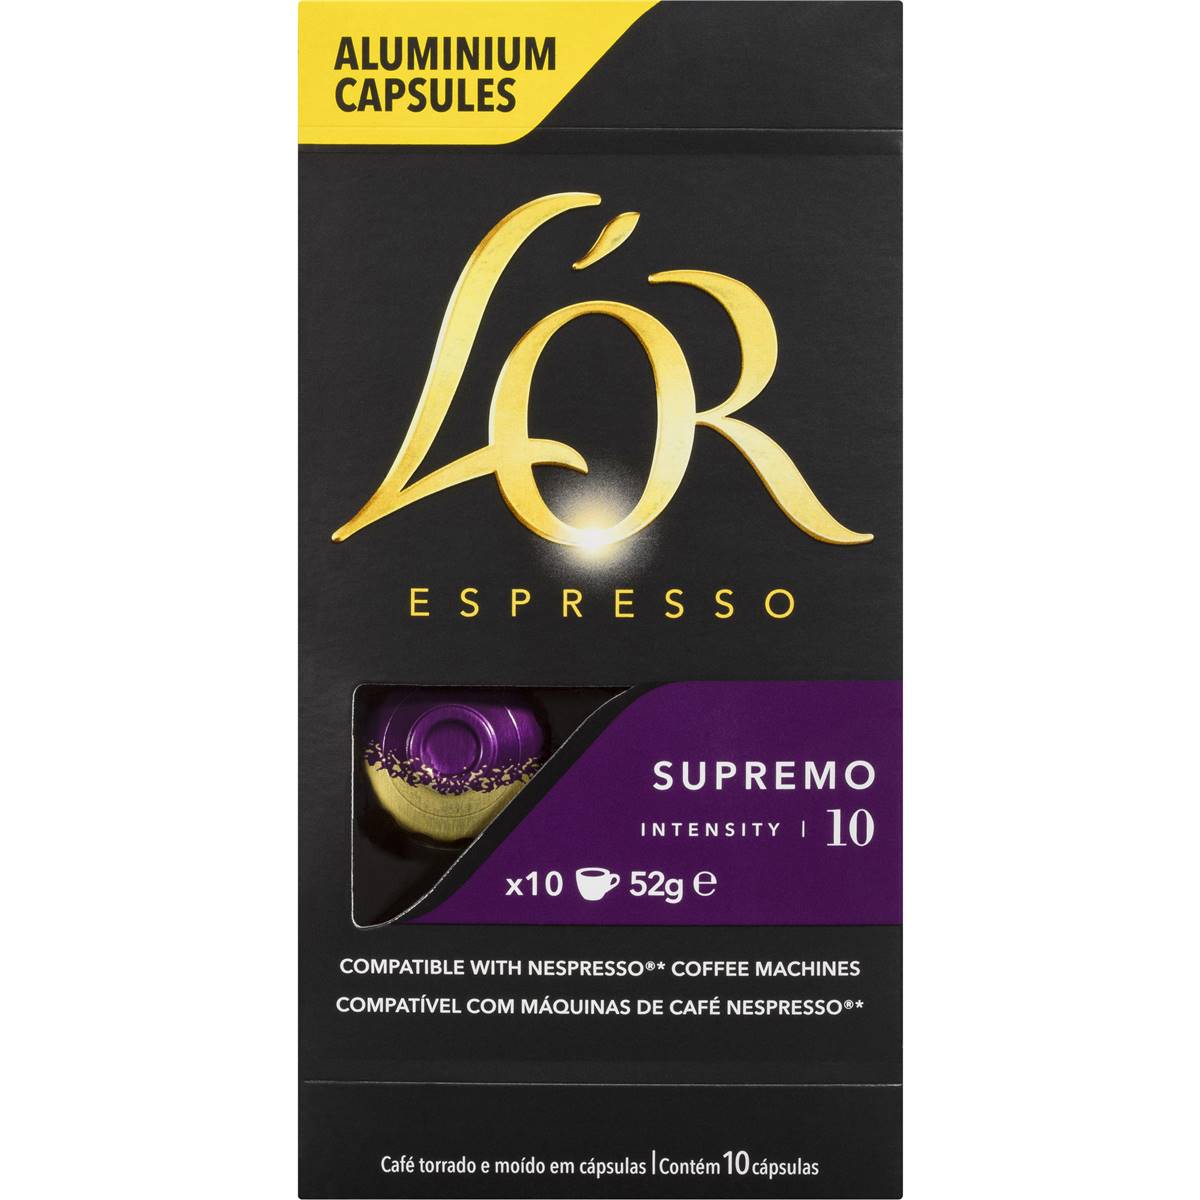 ALUMINIUM
CAPSULES
L'OR
ESPRESSO
SUPREMO
INTENSITY | 10
x10 52g ℮
COMPATIBLE WITH NESPRESSO®* COFFEE MACHINES
COMPATÍVEL COM MÁQUINAS DE CAFÉ NESPRESSO®*
Café torrado e moído em cápsulas | Contém 10 cápsulas